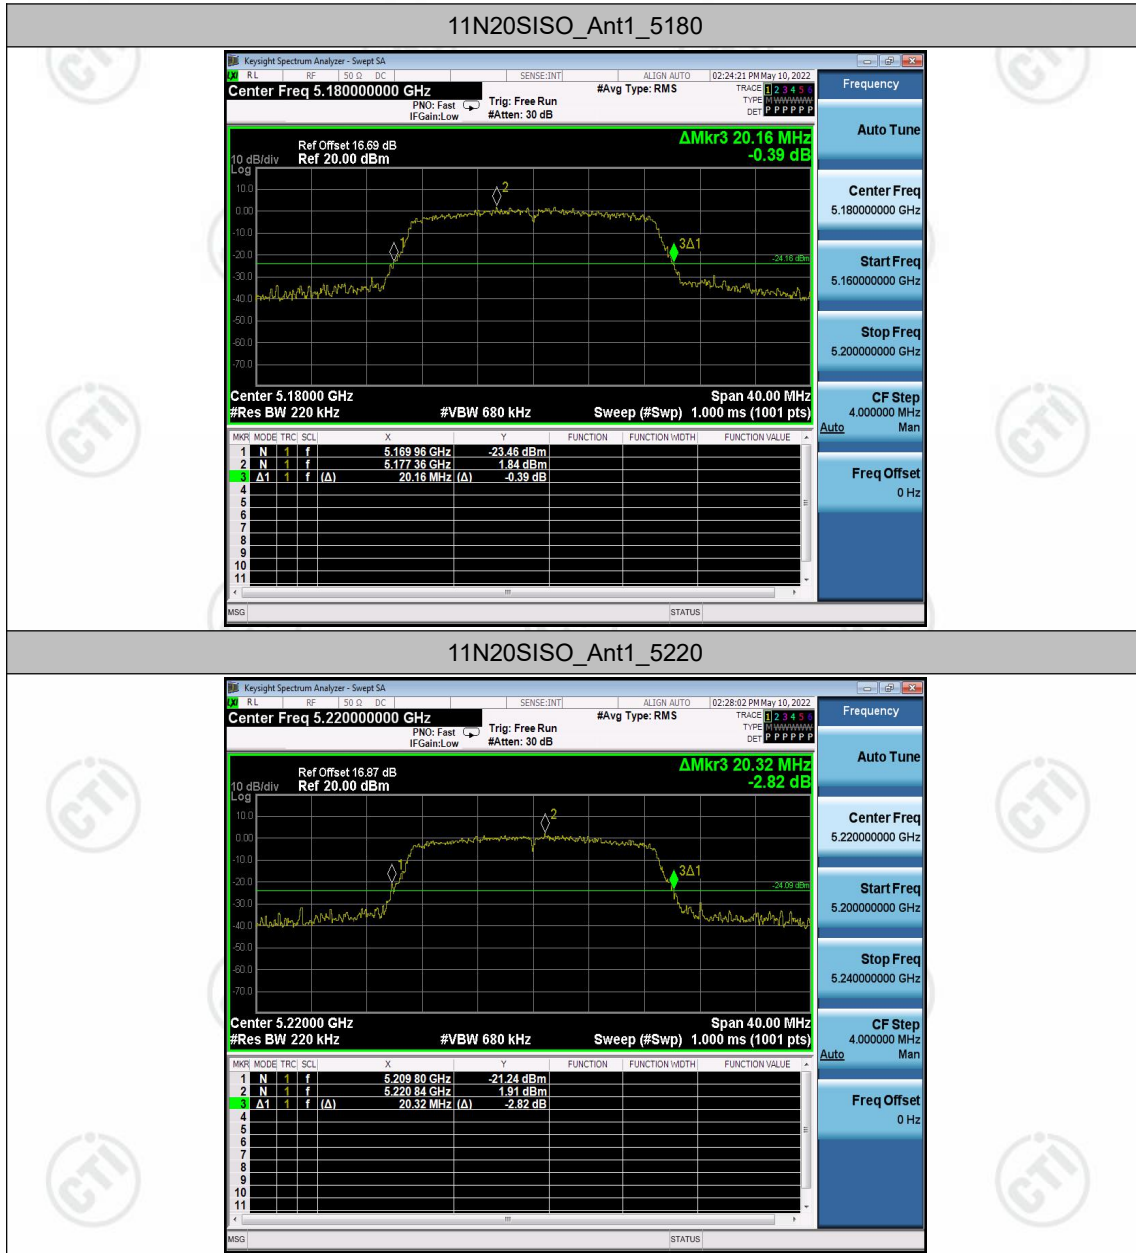 11N20SISO_Ant1_5180
Keysight Spectrum Analyzer - Swept SA
LXI RL RF 50 Ω DC SENSE:INT ALIGN AUTO 02:24:21 PM May 10, 2022
Center Freq 5.180000000 GHz #Avg Type: RMS TRACE 1 2 3 4 5 6
PNO: Fast Trig: Free Run TYPE M WWWWW
IFGain:Low #Atten: 30 dB DET P P P P P P
Frequency
Auto Tune
Center Freq
5.180000000 GHz
Start Freq
5.160000000 GHz
Stop Freq
5.200000000 GHz
CF Step
4.000000 MHz
Auto Man
Freq Offset
0 Hz
ΔMkr3 20.16 MHz
-0.39 dB
Ref Offset 16.69 dB
10 dB/div Ref 20.00 dBm
Log
10.0
0.00
-10.0
-20.0
-30.0
-40.0
-50.0
-60.0
-70.0
1
2
3Δ1
-24.16 dBm
Center 5.18000 GHz Span 40.00 MHz
#Res BW 220 kHz #VBW 680 kHz Sweep (#Swp) 1.000 ms (1001 pts)
MKR MODE TRC SCL X Y FUNCTION FUNCTION WIDTH FUNCTION VALUE
1 N 1 f 5.169 96 GHz -23.46 dBm
2 N 1 f 5.177 36 GHz 1.84 dBm
3 Δ1 1 f (Δ) 20.16 MHz (Δ) -0.39 dB
4
5
6
7
8
9
10
11
MSG STATUS
11N20SISO_Ant1_5220
Keysight Spectrum Analyzer - Swept SA
LXI RL RF 50 Ω DC SENSE:INT ALIGN AUTO 02:28:02 PM May 10, 2022
Center Freq 5.220000000 GHz #Avg Type: RMS TRACE 1 2 3 4 5 6
PNO: Fast Trig: Free Run TYPE M WWWWW
IFGain:Low #Atten: 30 dB DET P P P P P P
Frequency
Auto Tune
Center Freq
5.220000000 GHz
Start Freq
5.200000000 GHz
Stop Freq
5.240000000 GHz
CF Step
4.000000 MHz
Auto Man
Freq Offset
0 Hz
ΔMkr3 20.32 MHz
-2.82 dB
Ref Offset 16.87 dB
10 dB/div Ref 20.00 dBm
Log
10.0
0.00
-10.0
-20.0
-30.0
-40.0
-50.0
-60.0
-70.0
1
2
3Δ1
-24.09 dBm
Center 5.22000 GHz Span 40.00 MHz
#Res BW 220 kHz #VBW 680 kHz Sweep (#Swp) 1.000 ms (1001 pts)
MKR MODE TRC SCL X Y FUNCTION FUNCTION WIDTH FUNCTION VALUE
1 N 1 f 5.209 80 GHz -21.24 dBm
2 N 1 f 5.220 84 GHz 1.91 dBm
3 Δ1 1 f (Δ) 20.32 MHz (Δ) -2.82 dB
4
5
6
7
8
9
10
11
MSG STATUS
CTI
CTI
CTI
CTI
CTI
CTI
CTI
CTI